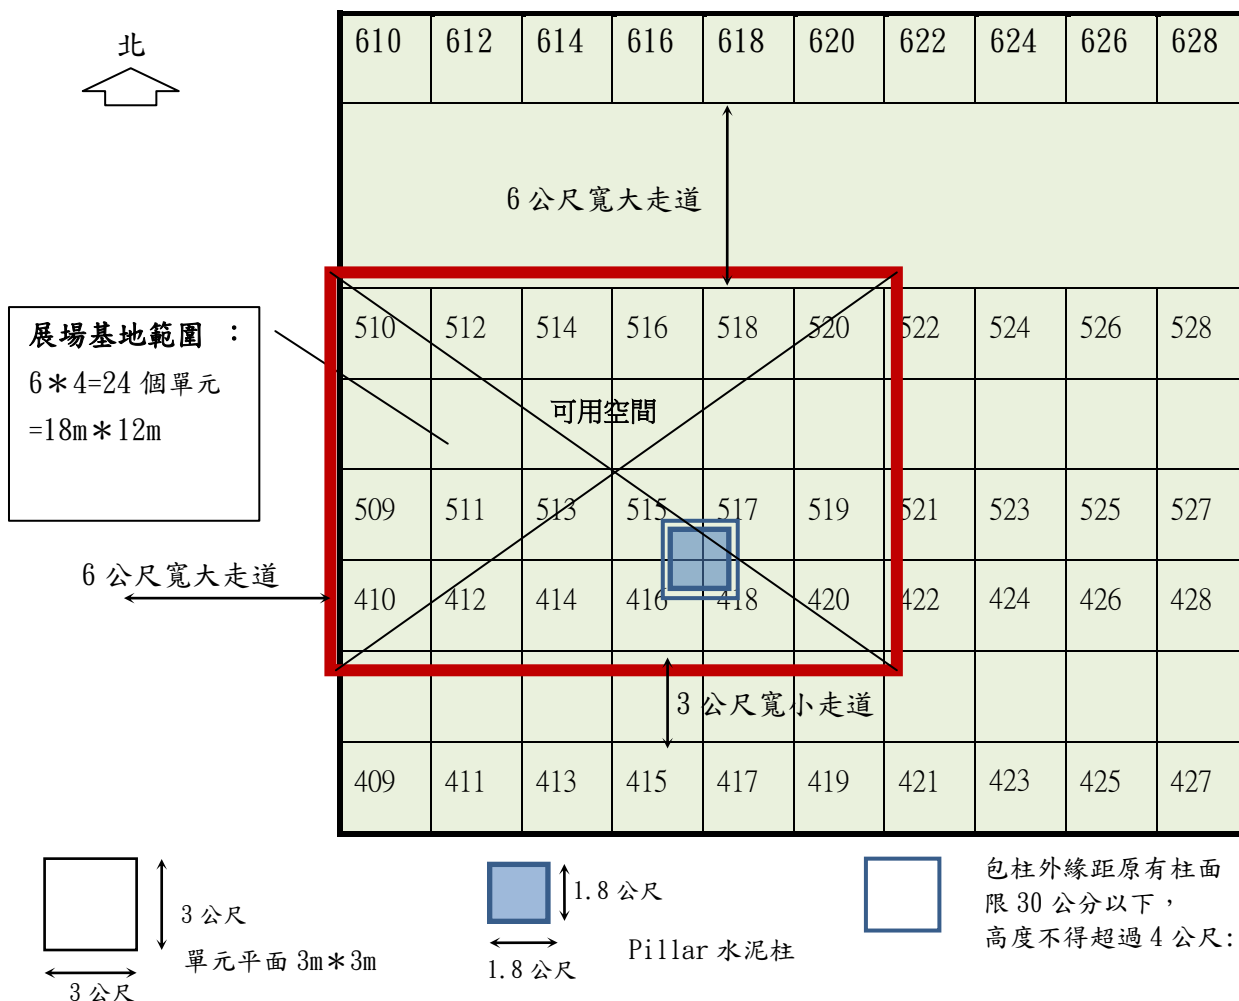 北
610 612 614 616 618 620 622 624 626 628
6 公尺寬大走道
展場基地範圍 :
6*4=24 個單元
=18m*12m
510 512 514 516 518 520 522 524 526 528
可用空間
509 511 513 515 517 519 521 523 525 527
6 公尺寬大走道
410 412 414 416 418 420 422 424 426 428
3 公尺寬小走道
409 411 413 415 417 419 421 423 425 427
3 公尺
單元平面 3m*3m
3 公尺
1.8 公尺
1.8 公尺
Pillar 水泥柱
包柱外緣距原有柱面
限 30 公分以下，
高度不得超過 4 公尺: